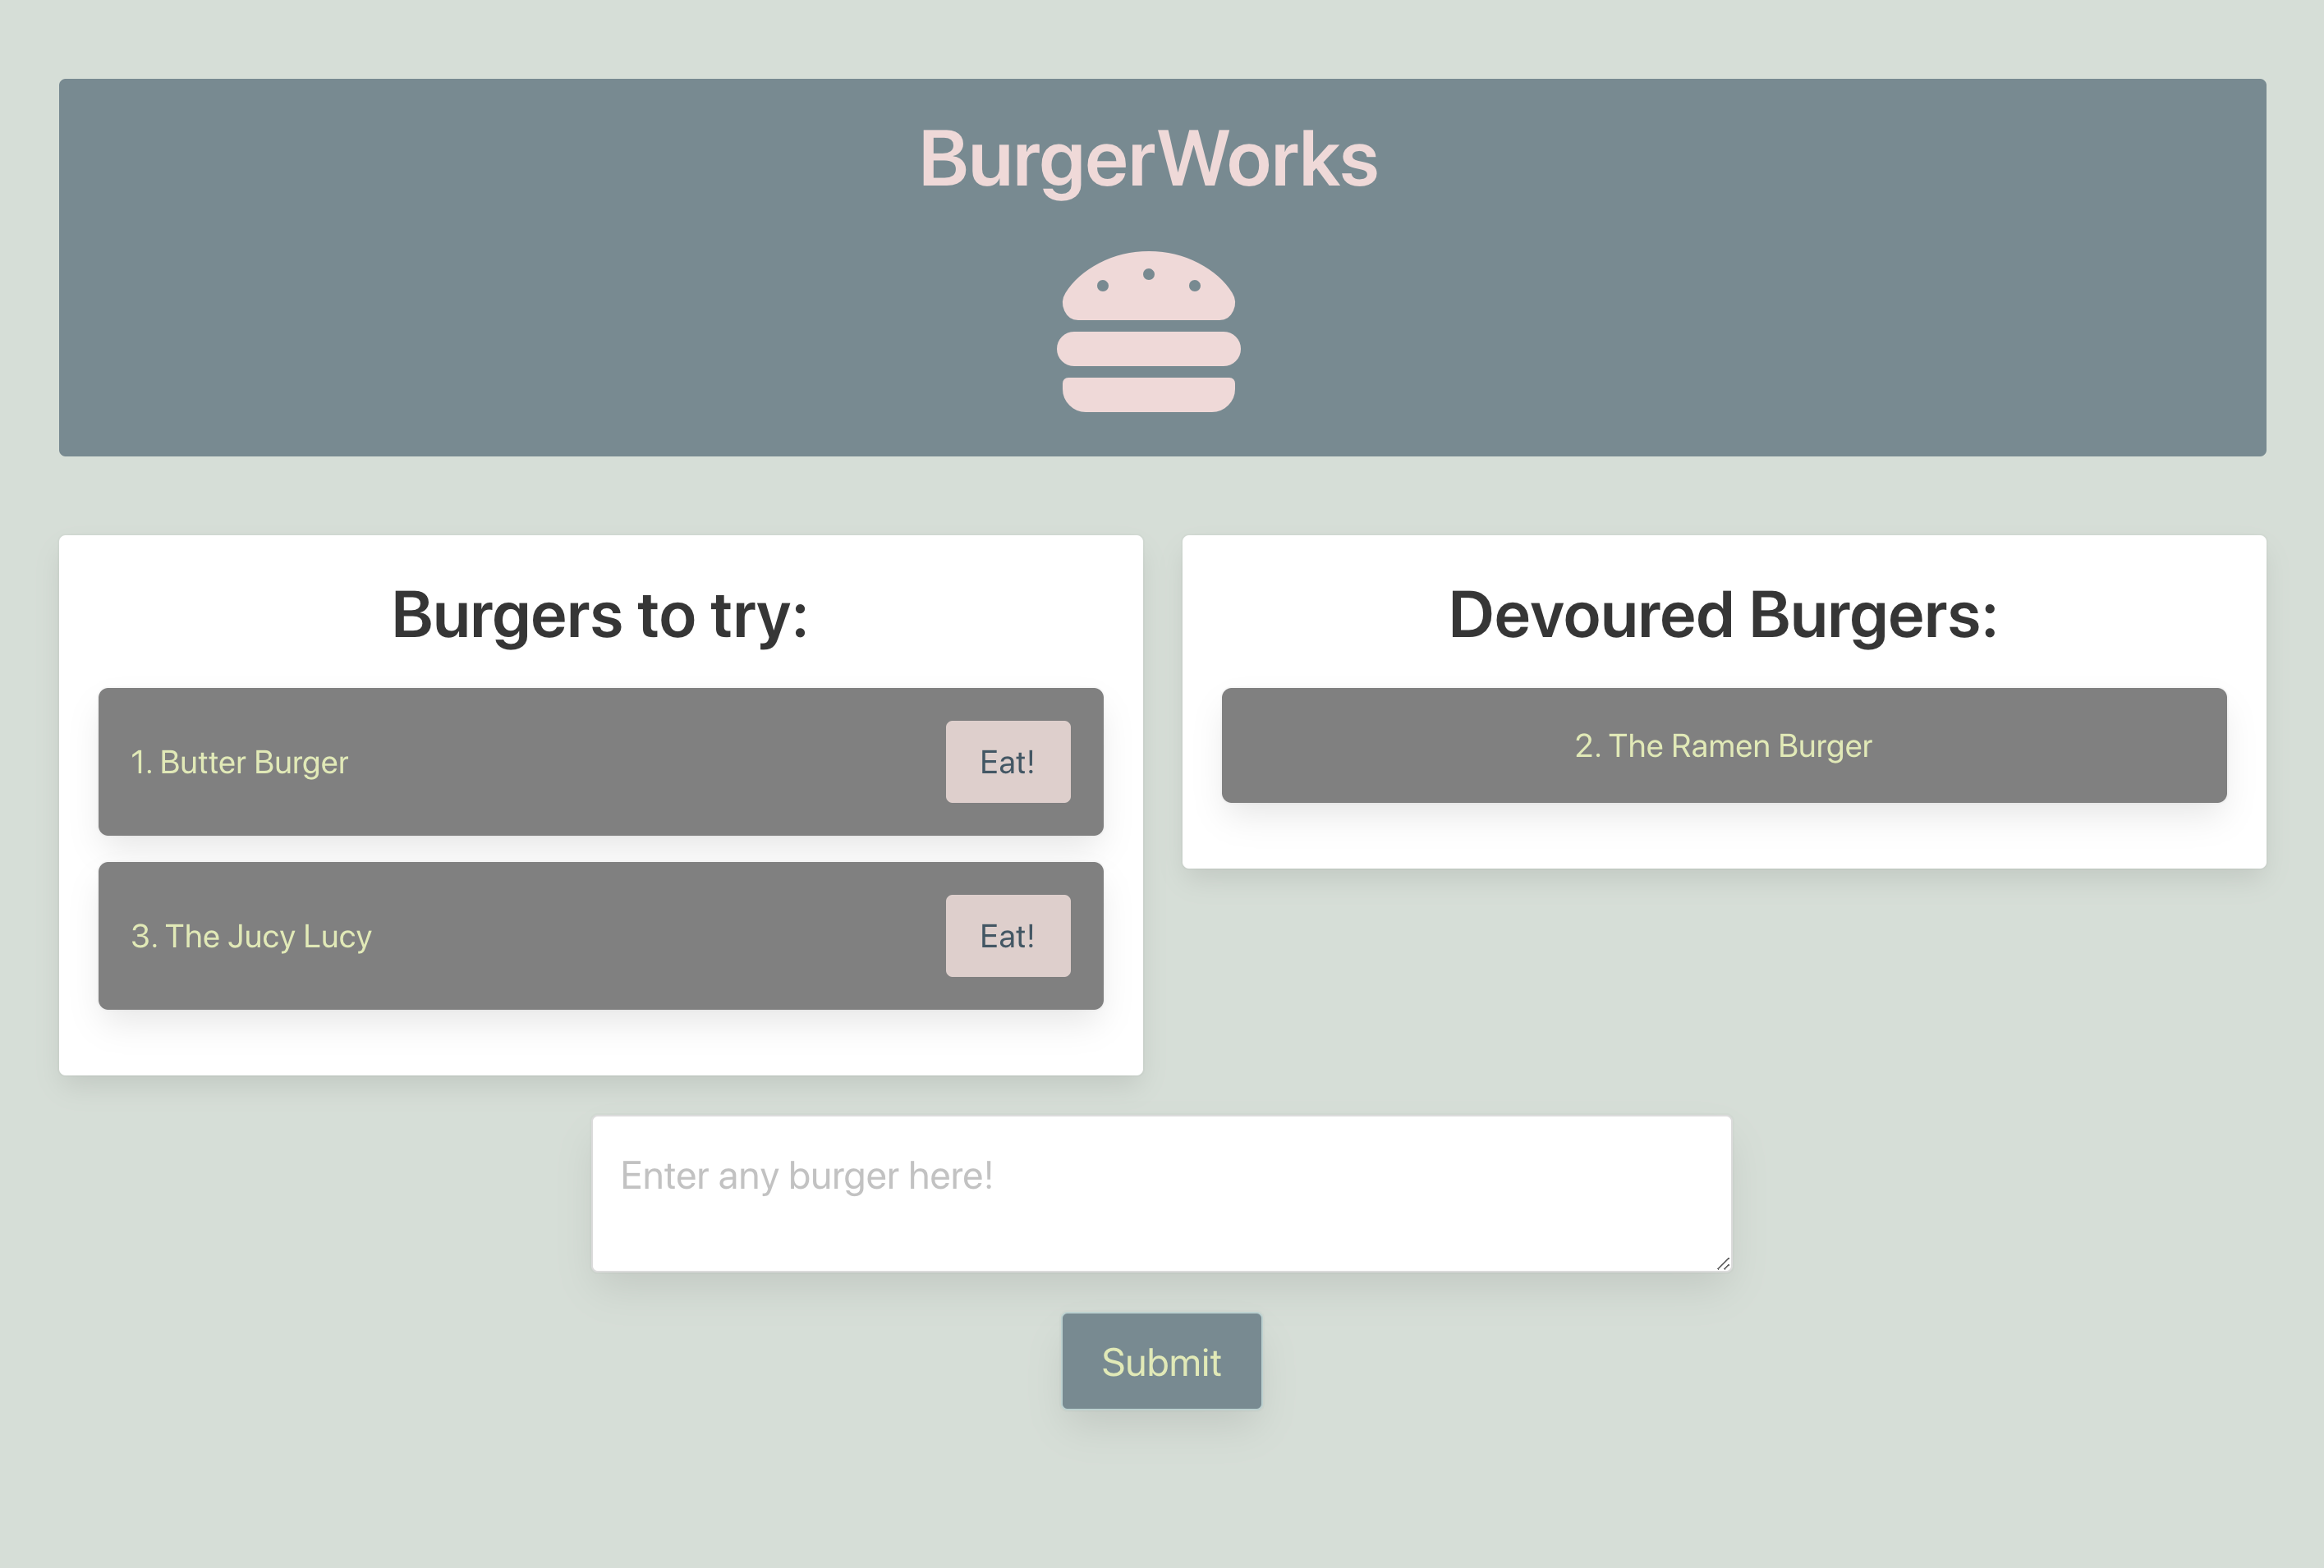 BurgerWorks
Burgers to try:
1. Butter Burger
Eat!
3. The Jucy Lucy
Eat!
Devoured Burgers:
2. The Ramen Burger
Enter any burger here!
Submit